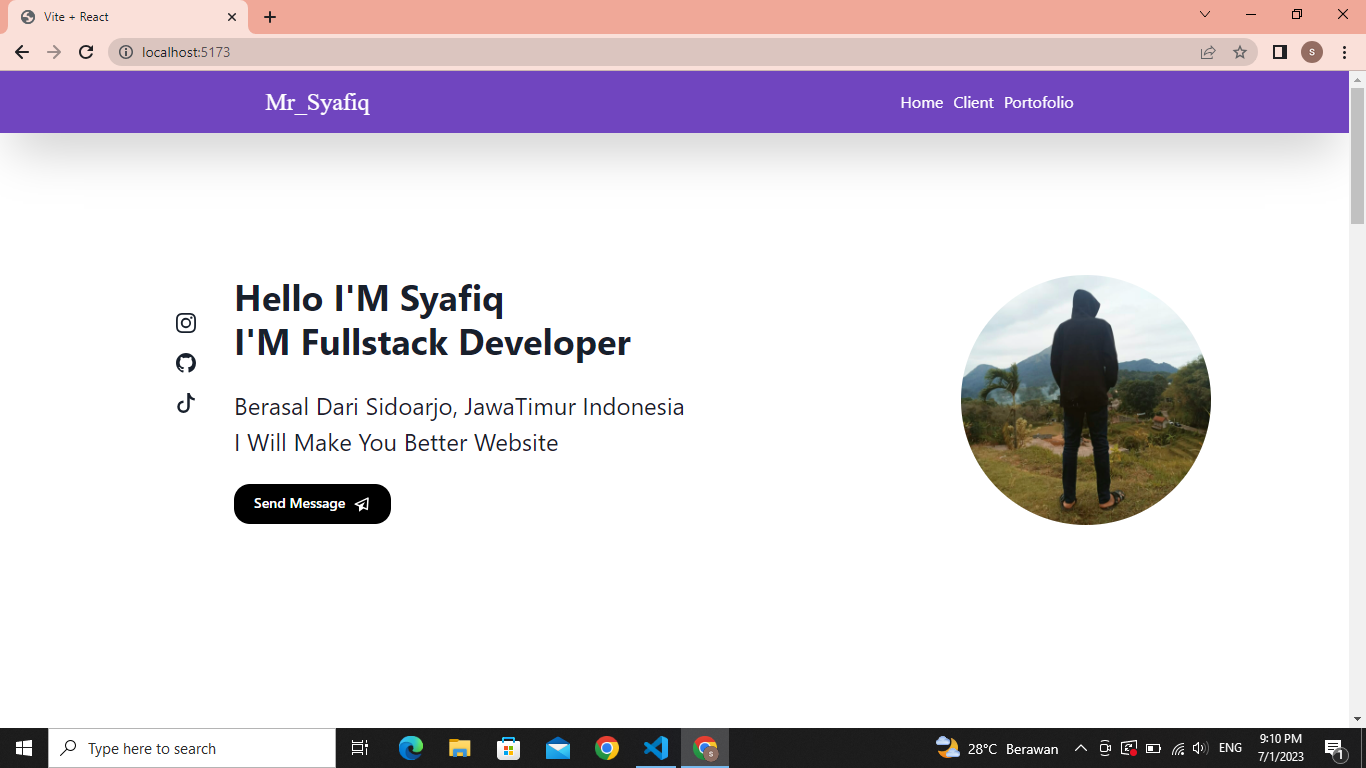 Vite + React
localhost:5173
S
Mr_Syafiq
Home Client Portofolio
Hello I'M Syafiq
I'M Fullstack Developer
Berasal Dari Sidoarjo, JawaTimur Indonesia
I Will Make You Better Website
Send Message
Type here to search
28°C Berawan
ENG
9:10 PM
7/1/2023
1